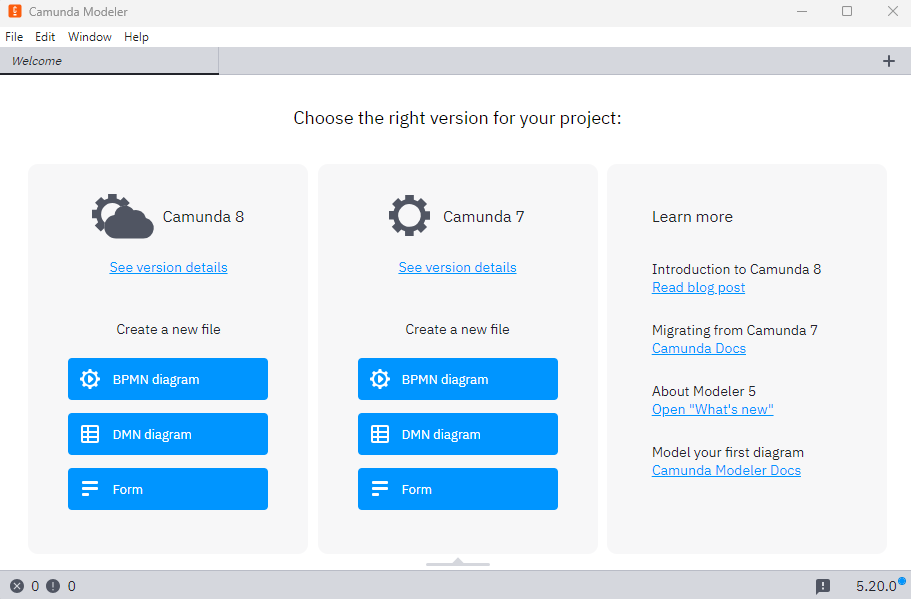 Camunda Modeler
File Edit Window Help
Welcome
Choose the right version for your project:
Camunda 8
See version details
Create a new file
BPMN diagram
DMN diagram
Form
Camunda 7
See version details
Create a new file
BPMN diagram
DMN diagram
Form
Learn more
Introduction to Camunda 8
Read blog post
Migrating from Camunda 7
Camunda Docs
About Modeler 5
Open "What's new"
Model your first diagram
Camunda Modeler Docs
0 0 5.20.0